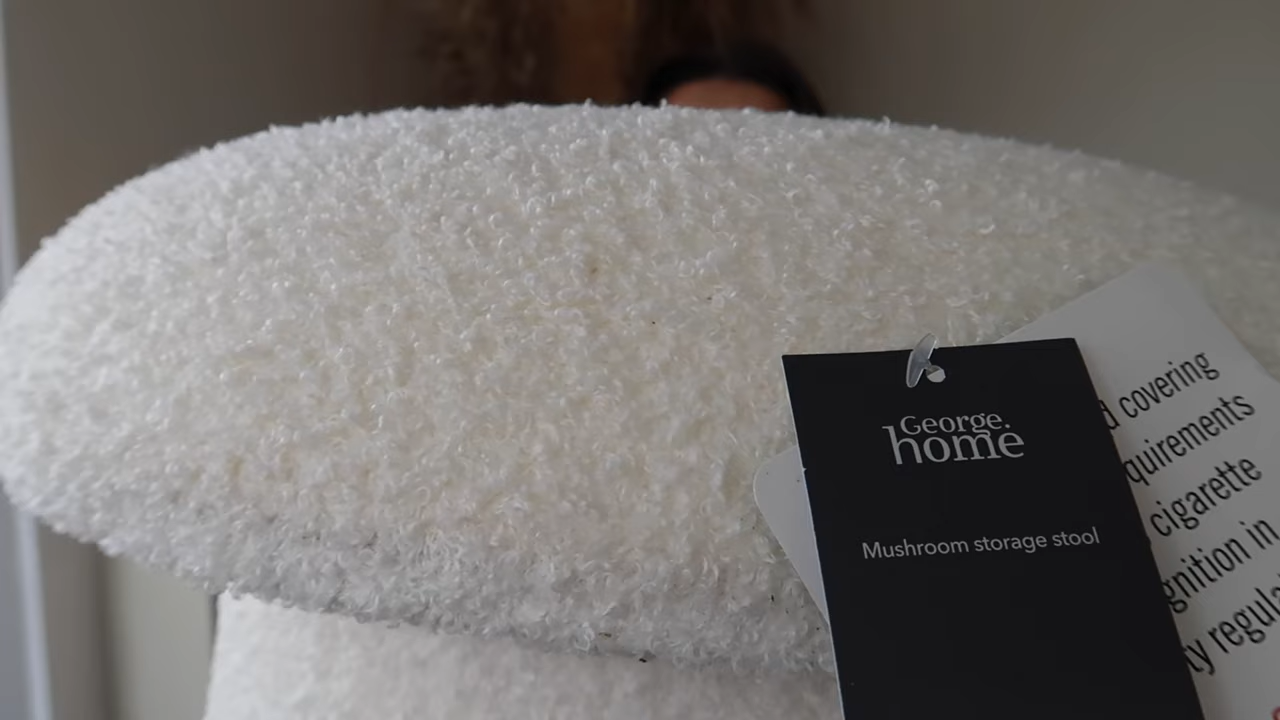 George.
home
Mushroom storage stool
covering
quirements
cigarette
gnition in
ty regula